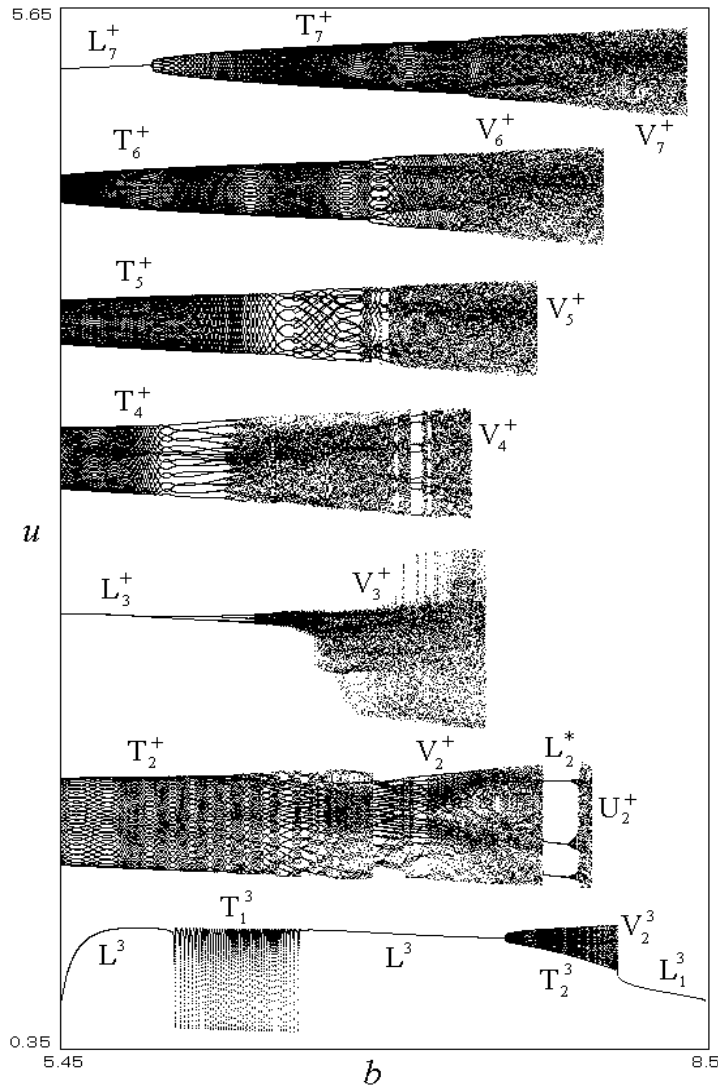 5.65
L₇⁺ T₇⁺
T₆⁺ V₆⁺ V₇⁺
T₅⁺ V₅⁺
T₄⁺ V₄⁺
u
L₃⁺ V₃⁺
T₂⁺ V₂⁺ L₂* U₂⁺
T₁³ V₂³
L³ L³ T₂³ L₁³
0.35
5.45 b 8.5